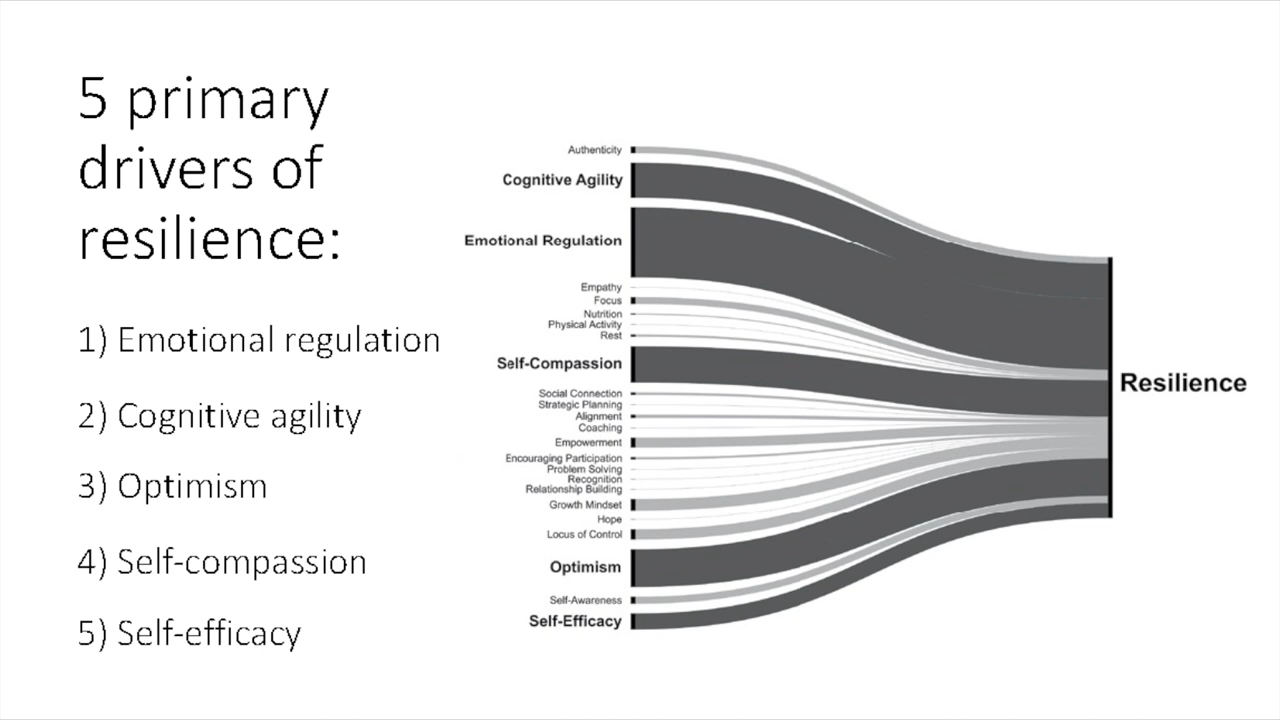 5 primary
drivers of
resilience:
1) Emotional regulation
2) Cognitive agility
3) Optimism
4) Self-compassion
5) Self-efficacy
Authenticity
Cognitive Agility
Emotional Regulation
Empathy
Focus
Nutrition
Physical Activity
Rest
Self-Compassion
Social Connection
Strategic Planning
Alignment
Coaching
Empowerment
Encouraging Participation
Problem Solving
Recognition
Relationship Building
Growth Mindset
Hope
Locus of Control
Optimism
Self-Awareness
Self-Efficacy
Resilience